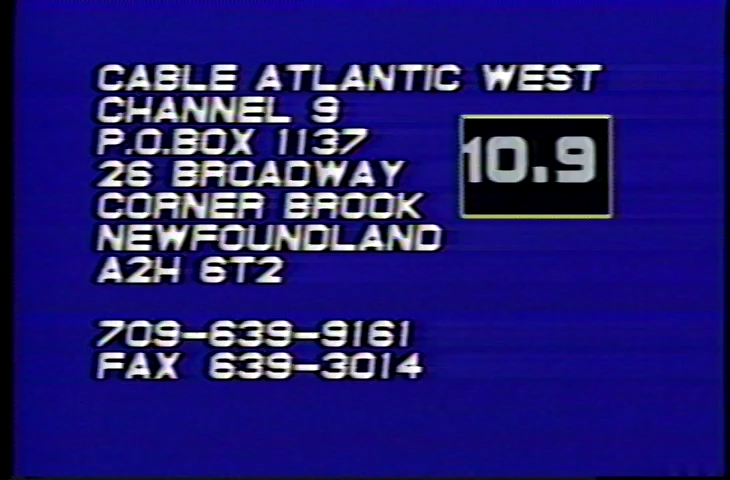 CABLE ATLANTIC WEST
CHANNEL 9
P.O.BOX 1137
26 BROADWAY
CORNER BROOK
NEWFOUNDLAND
A2H 6T2
10.9
709-639-9161
FAX 639-3014